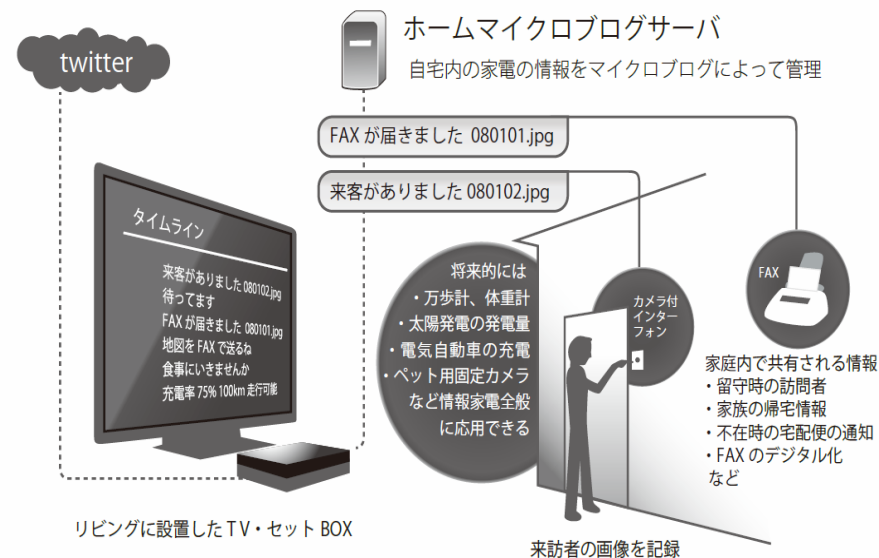 twitter
ホームマイクロブログサーバ
自宅内の家電の情報をマイクロブログによって管理
FAX が届きました 080101.jpg
来客がありました 080102.jpg
タイムライン
来客がありました 080102.jpg
待ってます
FAX が届きました 080101.jpg
地図を FAX で送るね
食事にいきませんか
充電率 75% 100km 走行可能
将来的には
・万歩計、体重計
・太陽発電の発電量
・電気自動車の充電
・ペット用固定カメラ
など情報家電全般
に応用できる
カメラ付
インター
フォン
FAX
家庭内で共有される情報
・留守時の訪問者
・家族の帰宅情報
・不在時の宅配便の通知
・FAX のデジタル化
など
リビングに設置した TV・セット BOX
来訪者の画像を記録